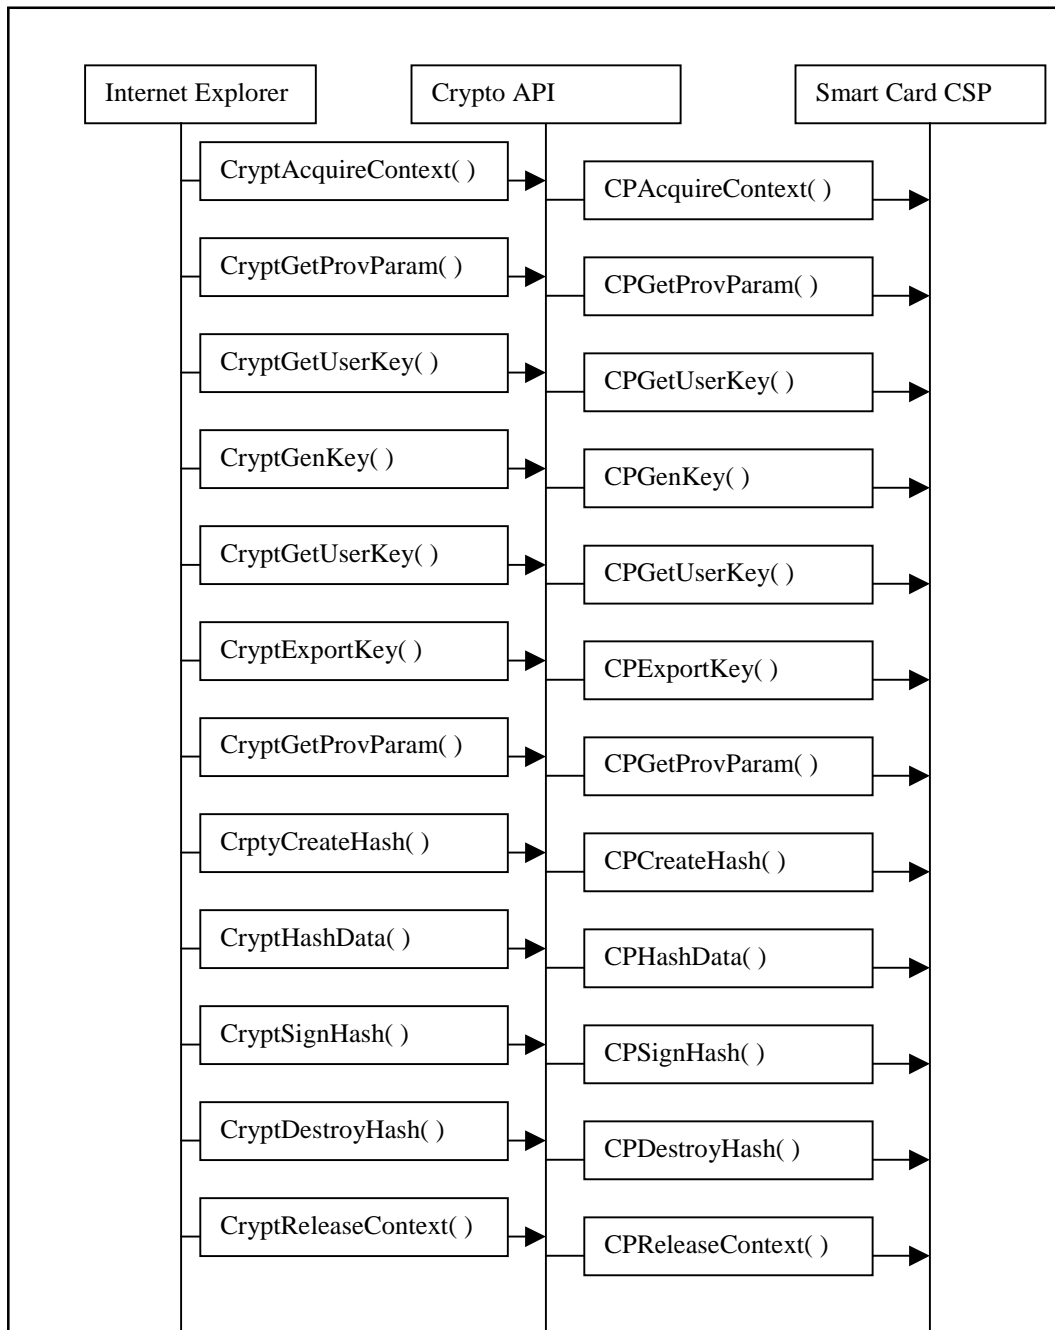 Internet Explorer
Crypto API
Smart Card CSP
CryptAcquireContext( )
CPAcquireContext( )
CryptGetProvParam( )
CPGetProvParam( )
CryptGetUserKey( )
CPGetUserKey( )
CryptGenKey( )
CPGenKey( )
CryptGetUserKey( )
CPGetUserKey( )
CryptExportKey( )
CPExportKey( )
CryptGetProvParam( )
CPGetProvParam( )
CrptyCreateHash( )
CPCreateHash( )
CryptHashData( )
CPHashData( )
CryptSignHash( )
CPSignHash( )
CryptDestroyHash( )
CPDestroyHash( )
CryptReleaseContext( )
CPReleaseContext( )